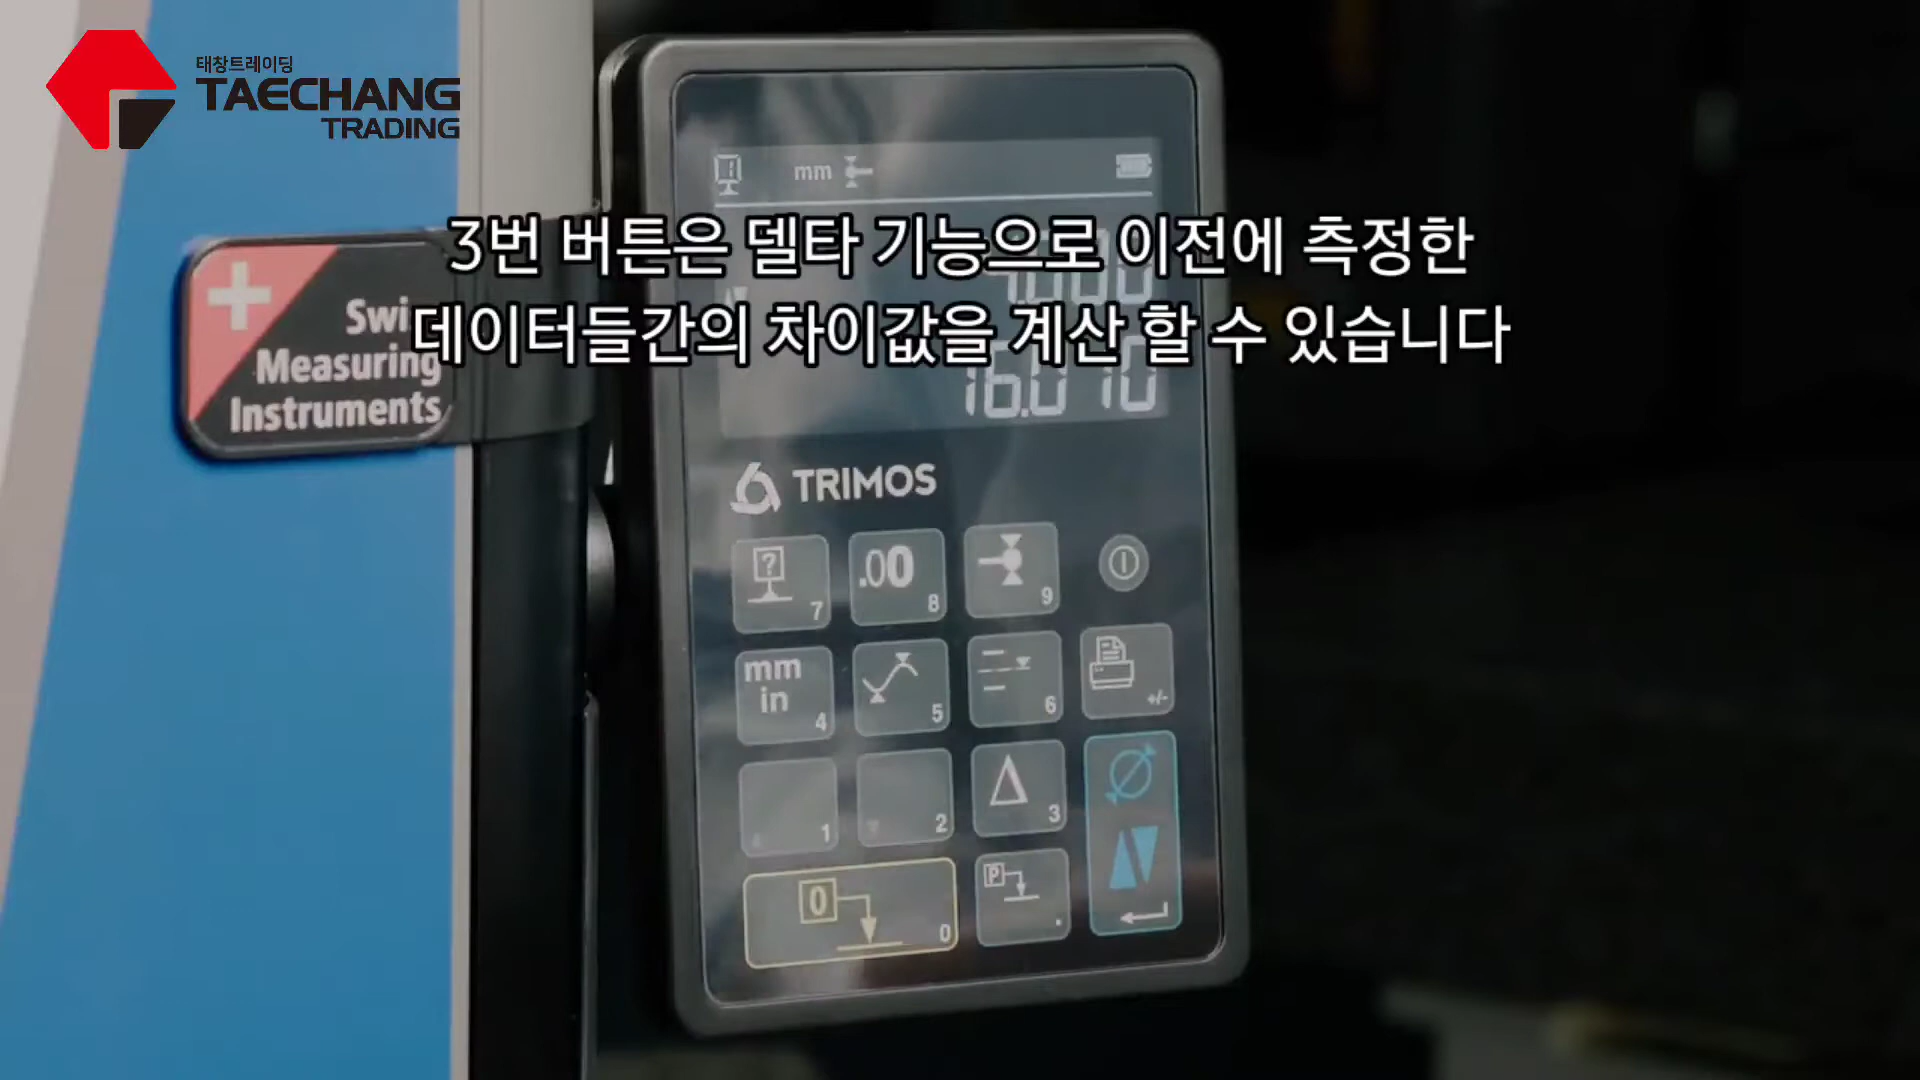 태창트레이딩
TAECHANG
TRADING
mm
3번 버튼은 델타 기능으로 이전에 측정한
데이터들간의 차이값을 계산 할 수 있습니다
16.010
Measuring
Instruments
TRIMOS
? 7
.00 8
9
mm
in 4
5
6
+/-
1
2
Δ 3
0 0
P .